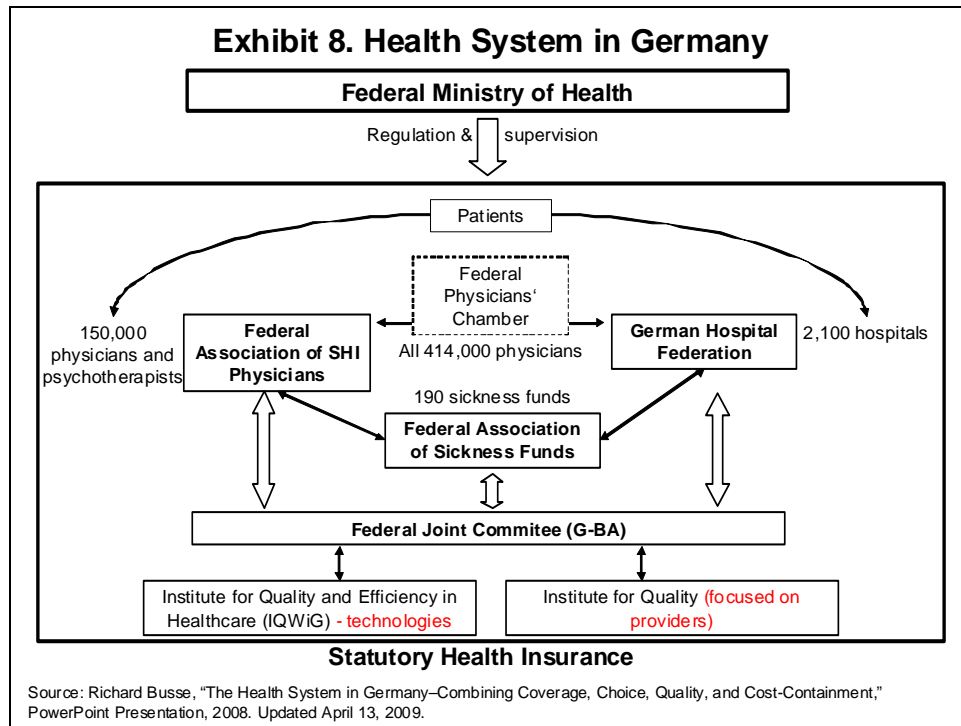 Exhibit 8. Health System in Germany
Federal Ministry of Health
Regulation & supervision
Patients
Federal
Physicians‘
Chamber
All 414,000 physicians
150,000
physicians and
psychotherapists
Federal
Association of SHI
Physicians
German Hospital
Federation
2,100 hospitals
190 sickness funds
Federal Association
of Sickness Funds
Federal Joint Commitee (G-BA)
Institute for Quality and Efficiency in
Healthcare (IQWiG) - technologies
Institute for Quality (focused on
providers)
Statutory Health Insurance
Source: Richard Busse, “The Health System in Germany–Combining Coverage, Choice, Quality, and Cost-Containment,”
PowerPoint Presentation, 2008. Updated April 13, 2009.